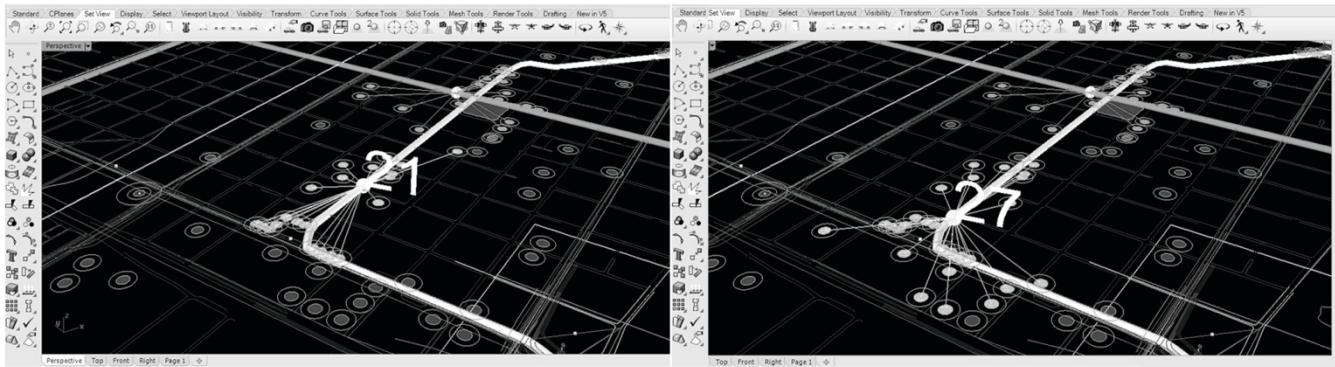 Standard CPlanes Set View Display Select Viewport Layout Visibility Transform Curve Tools Surface Tools Solid Tools Mesh Tools Render Tools Drafting New in V5
Perspective
21
z
y x
Perspective Top Front Right Page 1
Standard Set View Display Select Viewport Layout Visibility Transform Curve Tools Surface Tools Solid Tools Mesh Tools Render Tools Drafting New in V5
27
Top Front Right Page 1